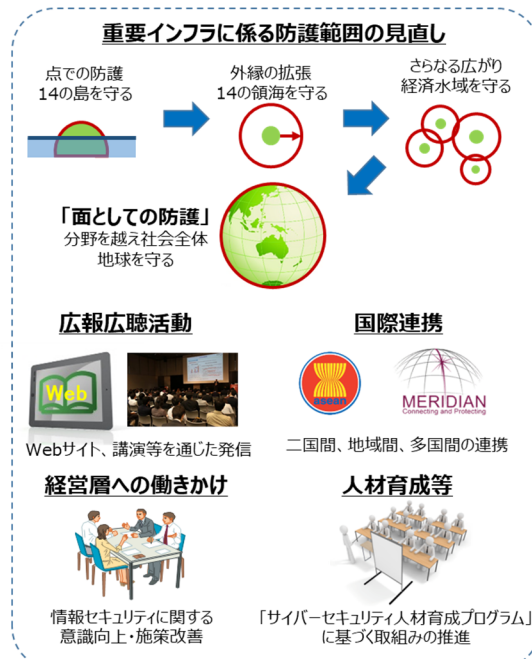 重要インフラに係る防護範囲の見直し
点での防護
14の島を守る
外縁の拡張
14の領海を守る
さらなる広がり
経済水域を守る
「面としての防護」
分野を越え社会全体
地球を守る
広報広聴活動
Web
Webサイト、講演等を通じた発信
国際連携
asean
MERIDIAN
Connecting and Protecting
二国間、地域間、多国間の連携
経営層への働きかけ
情報セキュリティに関する
意識向上・施策改善
人材育成等
「サイバーセキュリティ人材育成プログラム」
に基づく取組みの推進